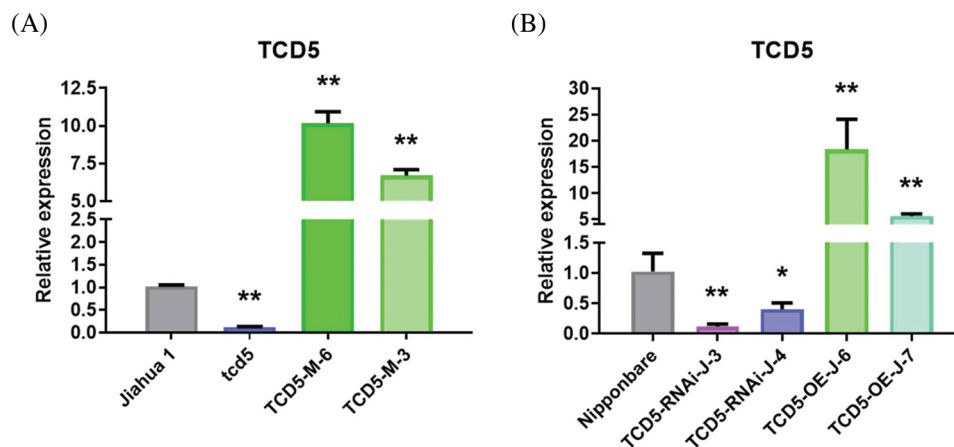 (A)
TCD5
Relative expression
12.5
10.0
7.5
5.0
2.5
2.0
1.5
1.0
0.5
0.0
**
**
**
Jiahua 1
tcd5
TCD5-M-6
TCD5-M-3
(B)
TCD5
Relative expression
30
25
20
15
10
5
1.5
1.0
0.5
0.0
**
*
**
**
Nipponbare
TCD5-RNAi-J-3
TCD5-RNAi-J-4
TCD5-OE-J-6
TCD5-OE-J-7